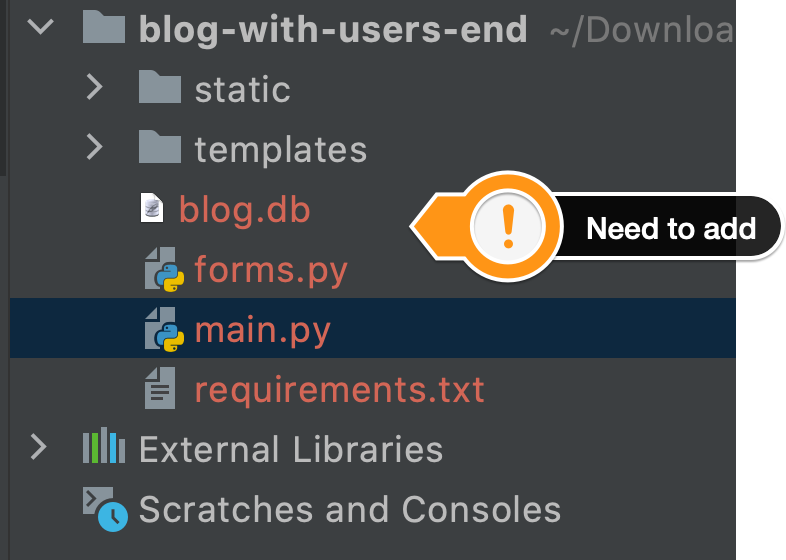 blog-with-users-end ~/Downloa
static
templates
blog.db
Need to add
forms.py
main.py
requirements.txt
External Libraries
Scratches and Consoles